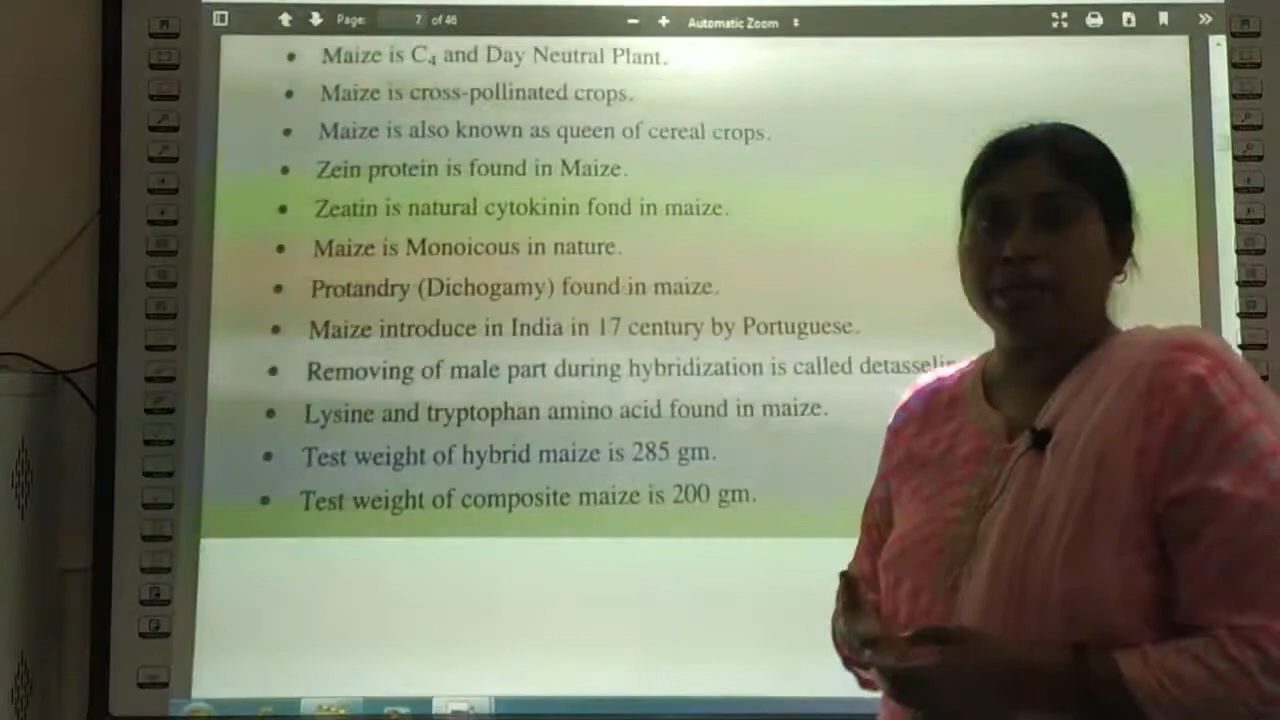 Page: 7 of 46 Automatic Zoom
Maize is C₄ and Day Neutral Plant.
Maize is cross-pollinated crops.
Maize is also known as queen of cereal crops.
Zein protein is found in Maize.
Zeatin is natural cytokinin fond in maize.
Maize is Monoicous in nature.
Protandry (Dichogamy) found in maize.
Maize introduce in India in 17 century by Portuguese.
Removing of male part during hybridization is called
Lysine and tryptophan amino acid found in maize.
Test weight of hybrid maize is 285 gm.
Test weight of composite maize is 200 gm.